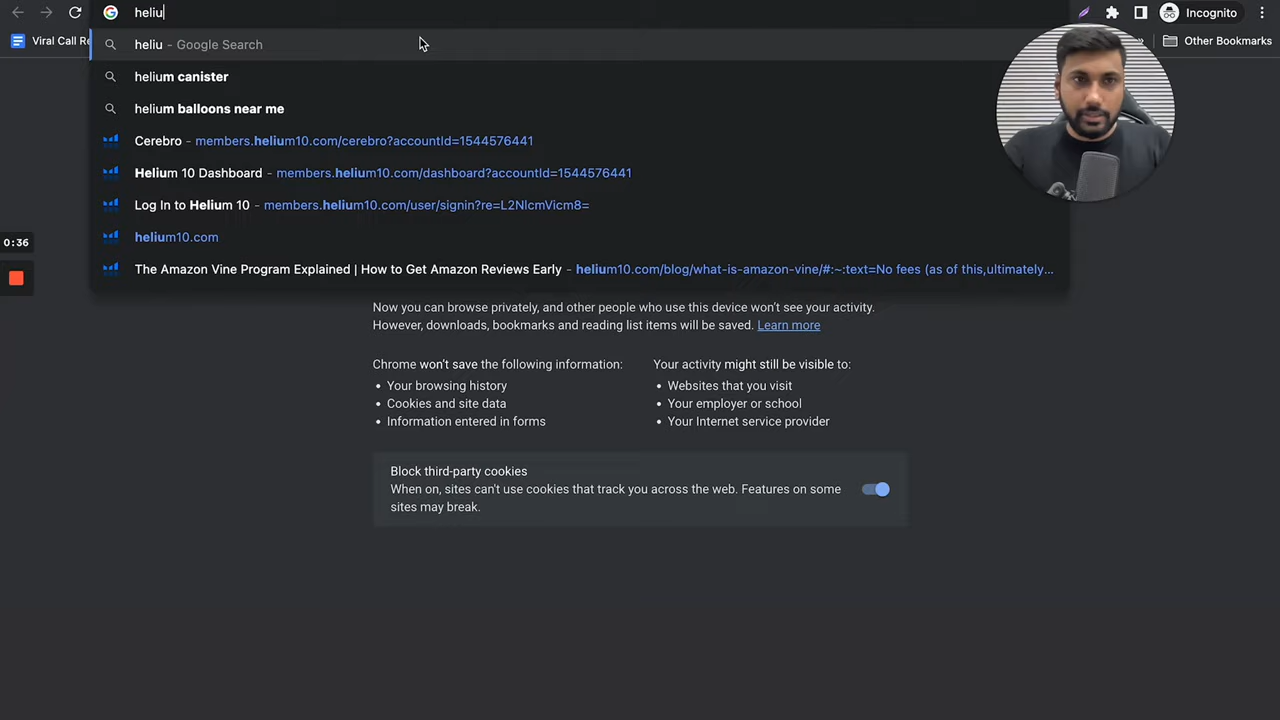 heliu
Incognito
Viral Call Re
Other Bookmarks
heliu - Google Search
helium canister
helium balloons near me
Cerebro - members.helium10.com/cerebro?accountId=1544576441
Helium 10 Dashboard - members.helium10.com/dashboard?accountId=1544576441
Log In to Helium 10 - members.helium10.com/user/signin?re=L2NlcmVicm8=
helium10.com
0:36
The Amazon Vine Program Explained | How to Get Amazon Reviews Early - helium10.com/blog/what-is-amazon-vine/#:~:text=No fees (as of this,ultimately...
Now you can browse privately, and other people who use this device won't see your activity.
However, downloads, bookmarks and reading list items will be saved. Learn more
Chrome won't save the following information:
• Your browsing history
• Cookies and site data
• Information entered in forms
Your activity might still be visible to:
• Websites that you visit
• Your employer or school
• Your Internet service provider
Block third-party cookies
When on, sites can't use cookies that track you across the web. Features on some
sites may break.